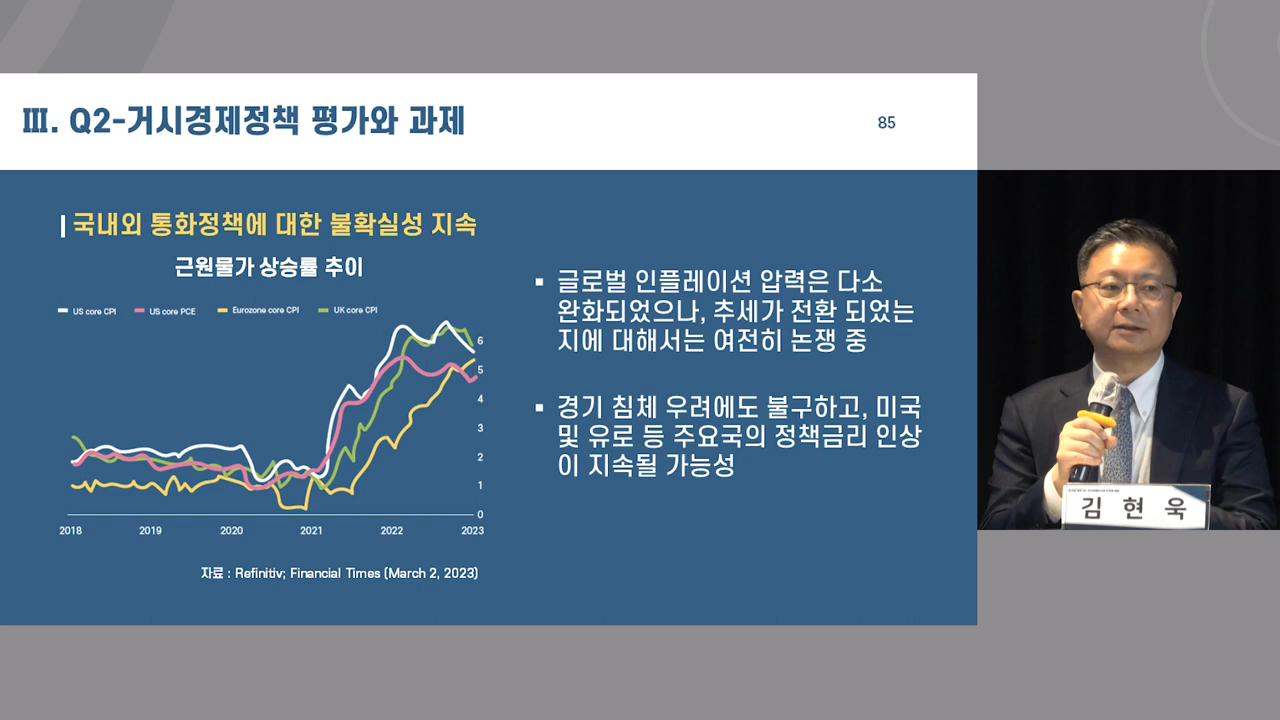 Ⅲ. Q2-거시경제정책 평가와 과제
85
국내외 통화정책에 대한 불확실성 지속
근원물가 상승률 추이
US core CPI
US core PCE
Eurozone core CPI
UK core CPI
6
5
4
3
2
1
0
2018
2019
2020
2021
2022
2023
자료 : Refinitiv; Financial Times (March 2, 2023)
▪ 글로벌 인플레이션 압력은 다소
완화되었으나, 추세가 전환 되었는
지에 대해서는 여전히 논쟁 중
▪ 경기 침체 우려에도 불구하고, 미국
및 유로 등 주요국의 정책금리 인상
이 지속될 가능성
김 현 욱